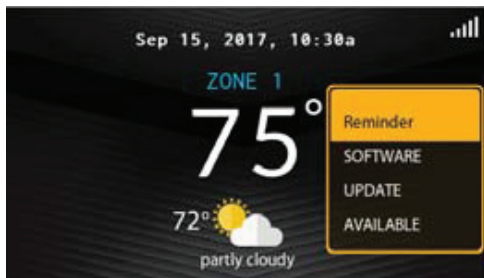 Sep 15, 2017, 10:30a
ZONE 1
75°
Reminder
SOFTWARE
UPDATE
AVAILABLE
72°
partly cloudy